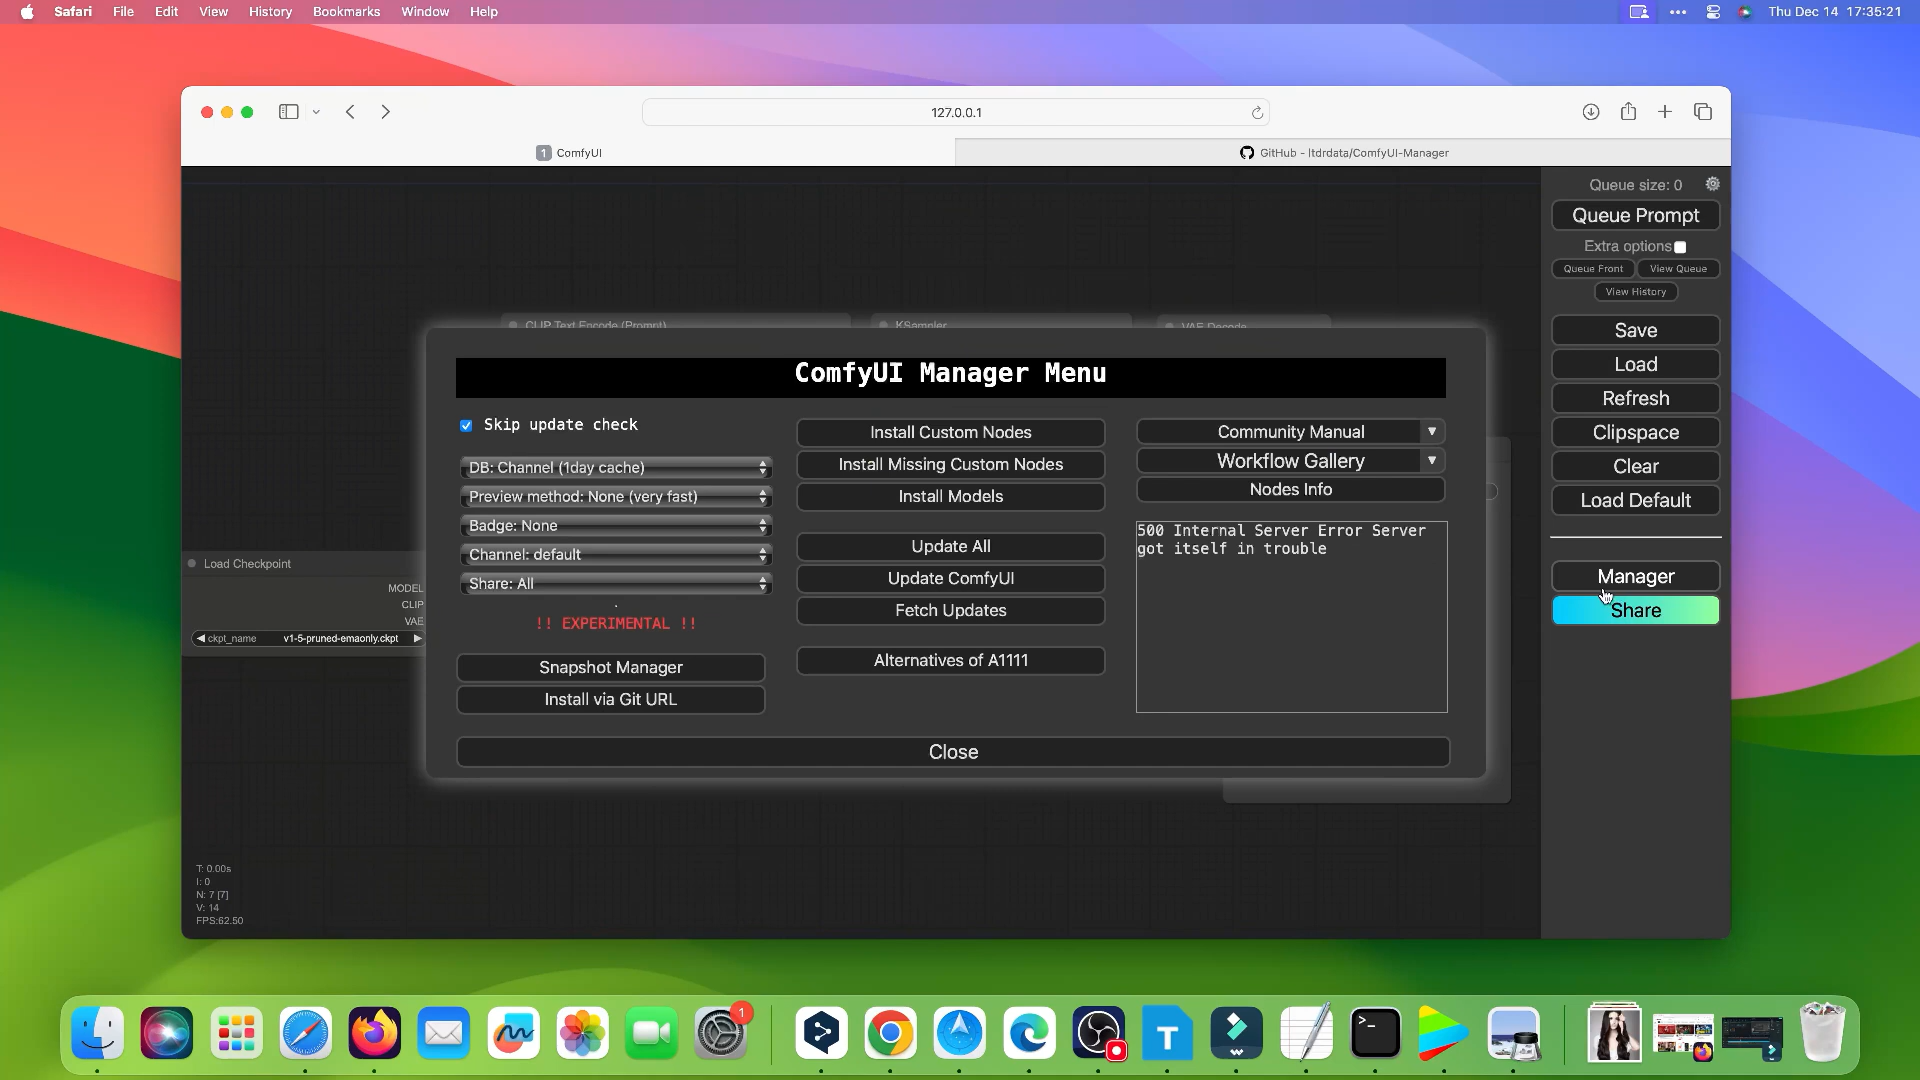 Safari File Edit View History Bookmarks Window Help
Thu Dec 14 17:35:21
127.0.0.1
1 ComfyUI
GitHub - ltdrdata/ComfyUI-Manager
Queue size: 0
Queue Prompt
Extra options
Queue Front View Queue
View History
Save
Load
Refresh
Clipspace
Clear
Load Default
Manager
Share
CLIP Text Encode (Prompt)
KSampler
VAE Decode
Load Checkpoint
MODEL
CLIP
VAE
ckpt_name v1-5-pruned-emaonly.ckpt
ComfyUI Manager Menu
Skip update check
DB: Channel (1day cache)
Preview method: None (very fast)
Badge: None
Channel: default
Share: All
!! EXPERIMENTAL !!
Snapshot Manager
Install via Git URL
Install Custom Nodes
Install Missing Custom Nodes
Install Models
Update All
Update ComfyUI
Fetch Updates
Alternatives of A1111
Community Manual
Workflow Gallery
Nodes Info
500 Internal Server Error Server
got itself in trouble
Close
T: 0.00s
I: 0
N: 7 [7]
V: 14
FPS:62.50
1
T
>_